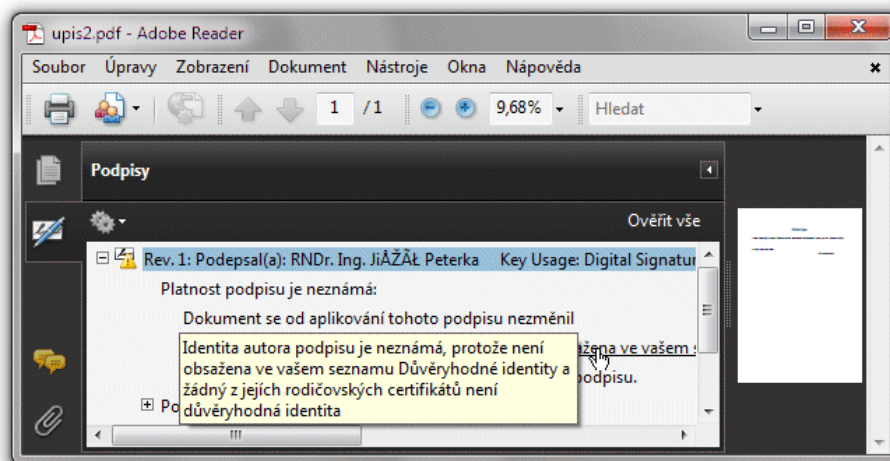 upis2.pdf - Adobe Reader
Soubor Úpravy Zobrazení Dokument Nástroje Okna Nápověda
1 /1 9,68% Hledat
Podpisy
Ověřit vše
Rev. 1: Podepsal(a): RNDr. Ing. JiÅŽÃŁ Peterka Key Usage: Digital Signatur
Platnost podpisu je neznámá:
Dokument se od aplikování tohoto podpisu nezměnil
Identita autora podpisu je neznámá, protože není
obsažena ve vašem seznamu Důvěryhodné identity a
žádný z jejích rodičovských certifikátů není
důvěryhodná identita
ažena ve vašem
podpisu.
Po